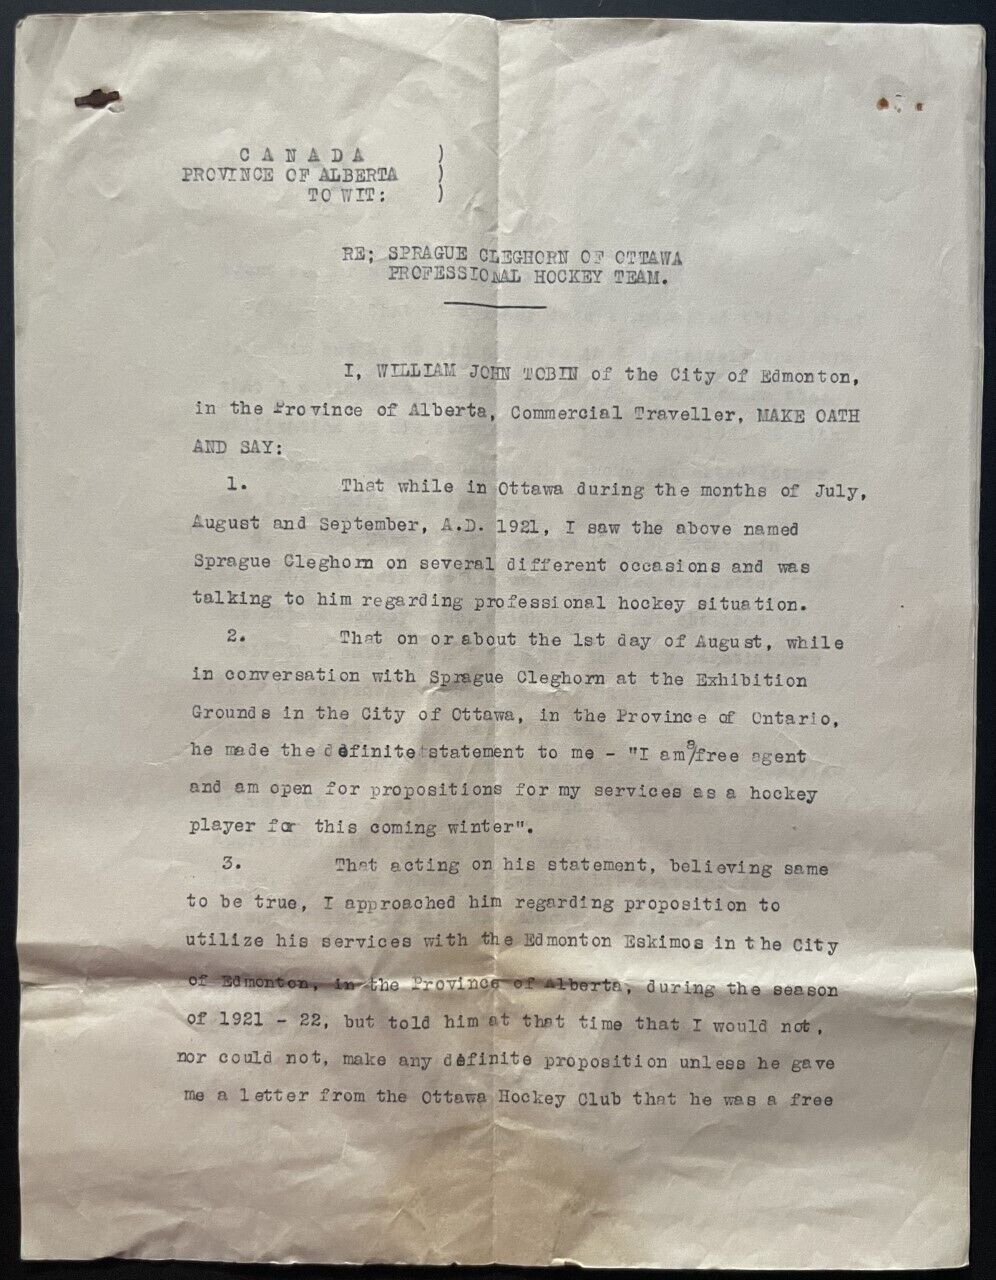 C A N A D A )
PROVINCE OF ALBERTA )
TO WIT: )
RE; SPRAGUE CLEGHORN OF OTTAWA
PROFESSIONAL HOCKEY TEAM.
I, WILLIAM JOHN TOBIN of the City of Edmonton,
in the Province of Alberta, Commercial Traveller, MAKE OATH
AND SAY:
1. That while in Ottawa during the months of July,
August and September, A.D. 1921, I saw the above named
Sprague Cleghorn on several different occasions and was
talking to him regarding professional hockey situation.
2. That on or about the 1st day of August, while
in conversation with Sprague Cleghorn at the Exhibition
Grounds in the City of Ottawa, in the Province of Ontario,
he made the definite statement to me - "I am a/free agent
and am open for propositions for my services as a hockey
player for this coming winter".
3. That acting on his statement, believing same
to be true, I approached him regarding proposition to
utilize his services with the Edmonton Eskimos in the City
of Edmonton, in the Province of Alberta, during the season
of 1921 - 22, but told him at that time that I would not,
nor could not, make any definite proposition unless he gave
me a letter from the Ottawa Hockey Club that he was a free